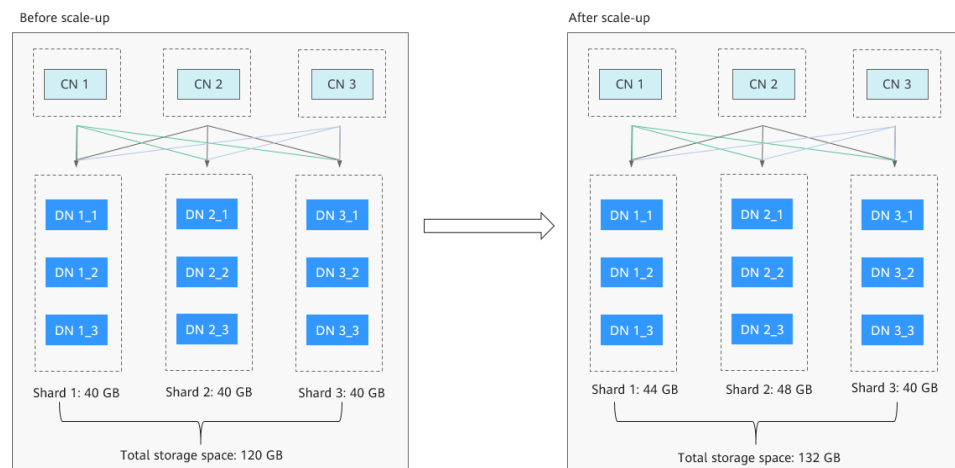 Before scale-up
After scale-up
CN 1
CN 2
CN 3
CN 1
CN 2
CN 3
DN 1_1
DN 2_1
DN 3_1
DN 1_1
DN 2_1
DN 3_1
DN 1_2
DN 2_2
DN 3_2
DN 1_2
DN 2_2
DN 3_2
DN 1_3
DN 2_3
DN 3_3
DN 1_3
DN 2_3
DN 3_3
Shard 1: 40 GB
Shard 2: 40 GB
Shard 3: 40 GB
Shard 1: 44 GB
Shard 2: 48 GB
Shard 3: 40 GB
Total storage space: 120 GB
Total storage space: 132 GB